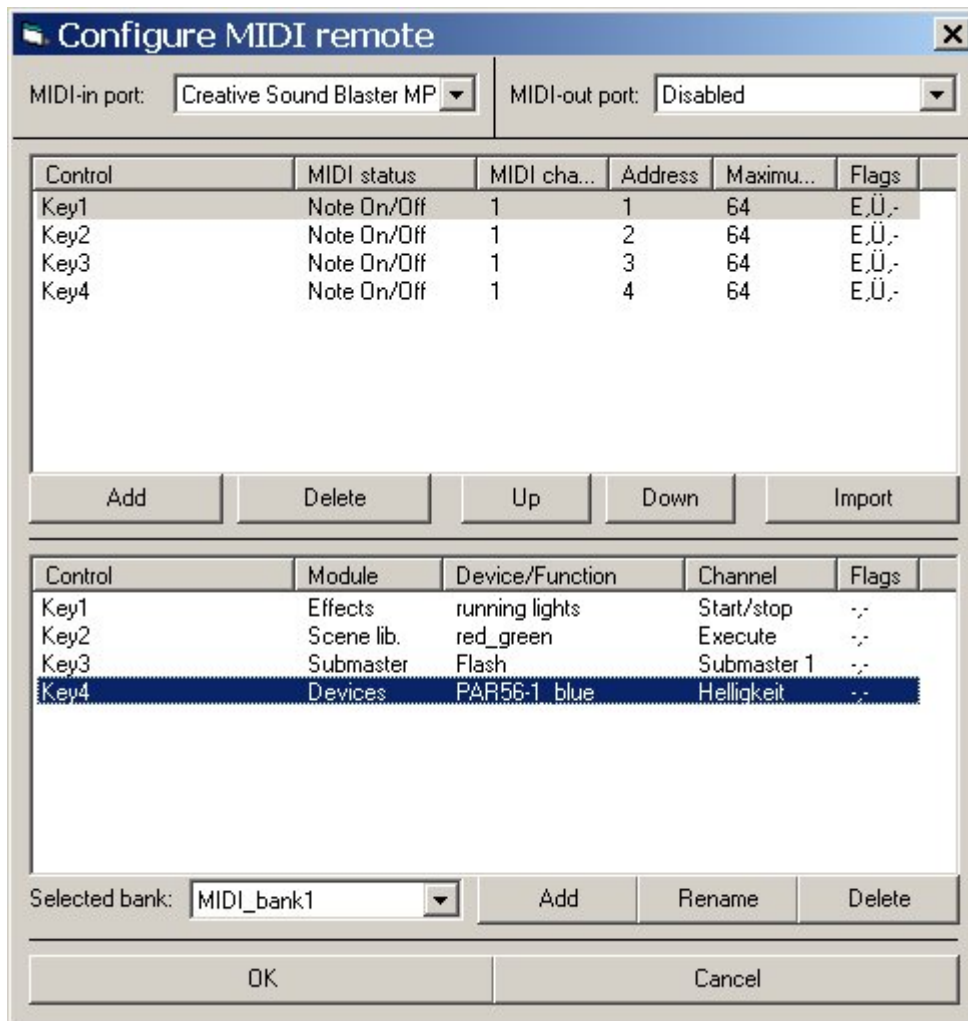 Configure MIDI remote
MIDI-in port: Creative Sound Blaster MP MIDI-out port: Disabled
Control MIDI status MIDI cha... Address Maximu... Flags
Key1 Note On/Off 1 1 64 E,Ü,-
Key2 Note On/Off 1 2 64 E,Ü,-
Key3 Note On/Off 1 3 64 E,Ü,-
Key4 Note On/Off 1 4 64 E,Ü,-
Add Delete Up Down Import
Control Module Device/Function Channel Flags
Key1 Effects running lights Start/stop -,-
Key2 Scene lib. red_green Execute -,-
Key3 Submaster Flash Submaster 1 -,-
Key4 Devices PAR56-1_blue Helligkeit -,-
Selected bank: MIDI_bank1 Add Rename Delete
OK Cancel